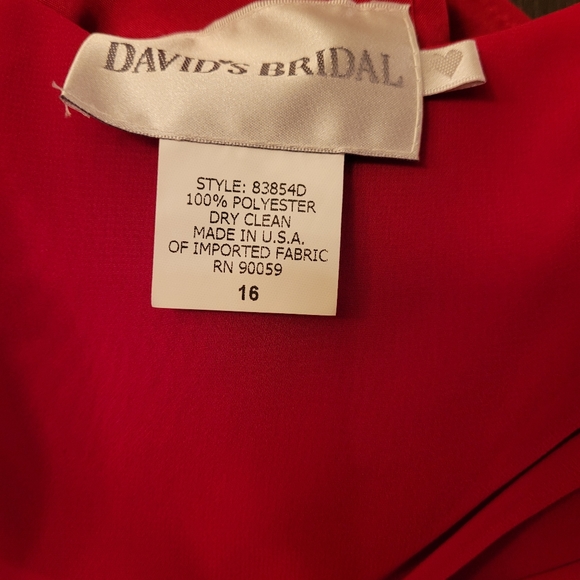 DAVID'S BRIDAL
STYLE: 83854D
100% POLYESTER
DRY CLEAN
MADE IN U.S.A.
OF IMPORTED FABRIC
RN 90059
16